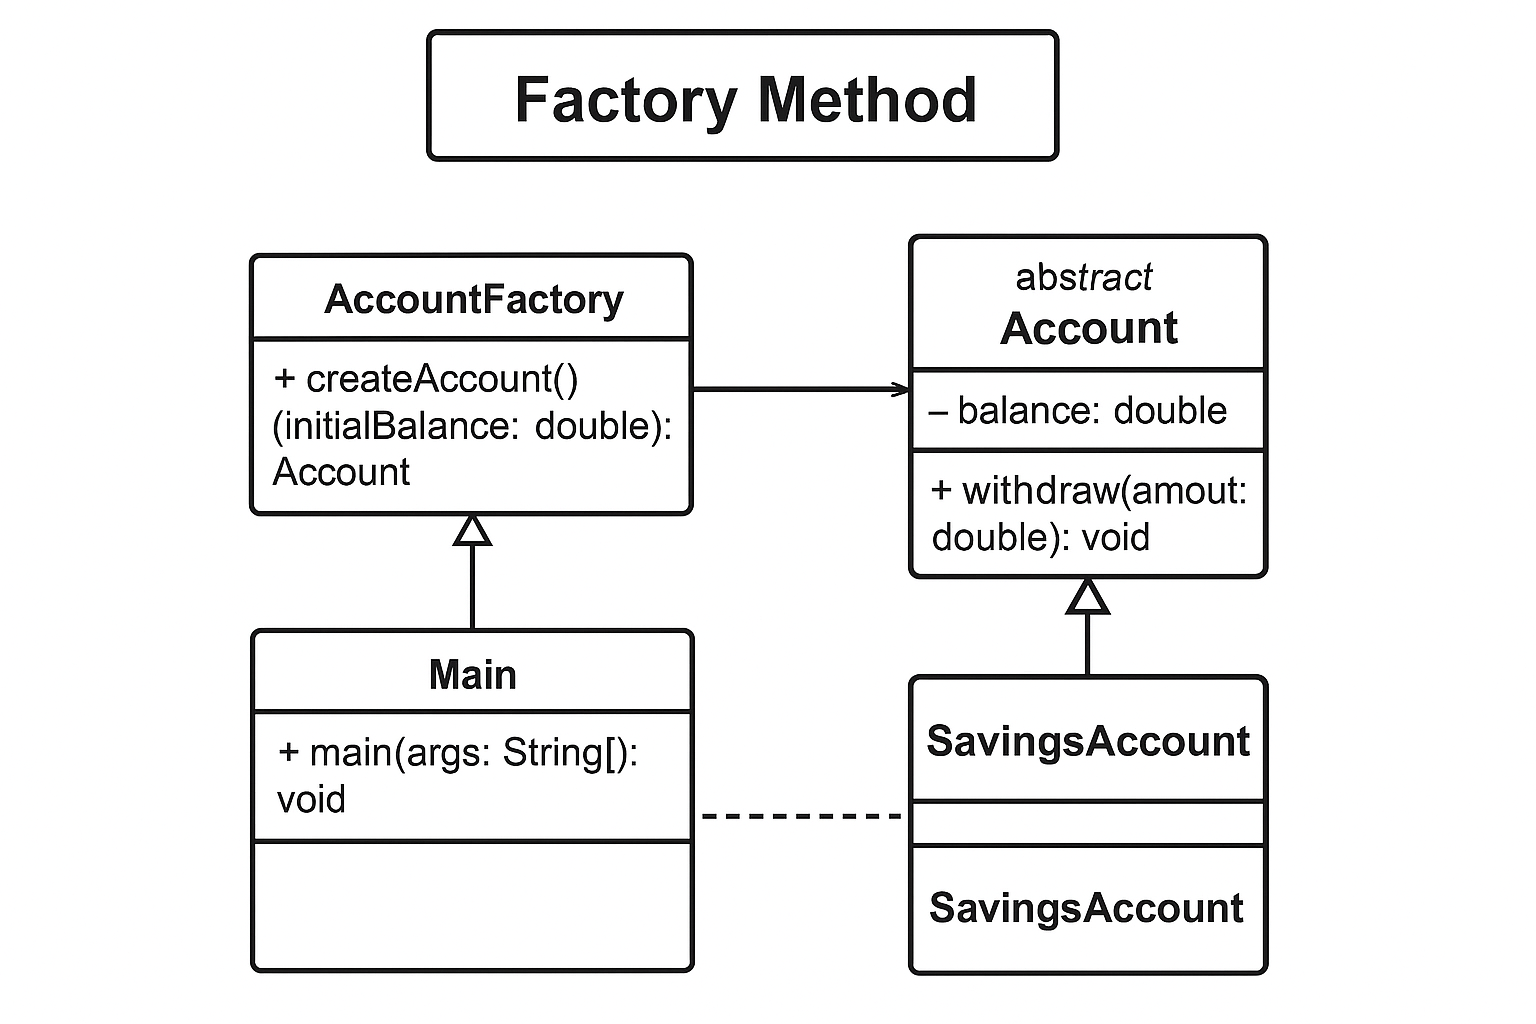 Factory Method
AccountFactory
+ createAccount()
(initialBalance: double):
Account
abstract
Account
– balance: double
+ withdraw(amout:
double): void
Main
+ main(args: String[):
void
SavingsAccount
SavingsAccount